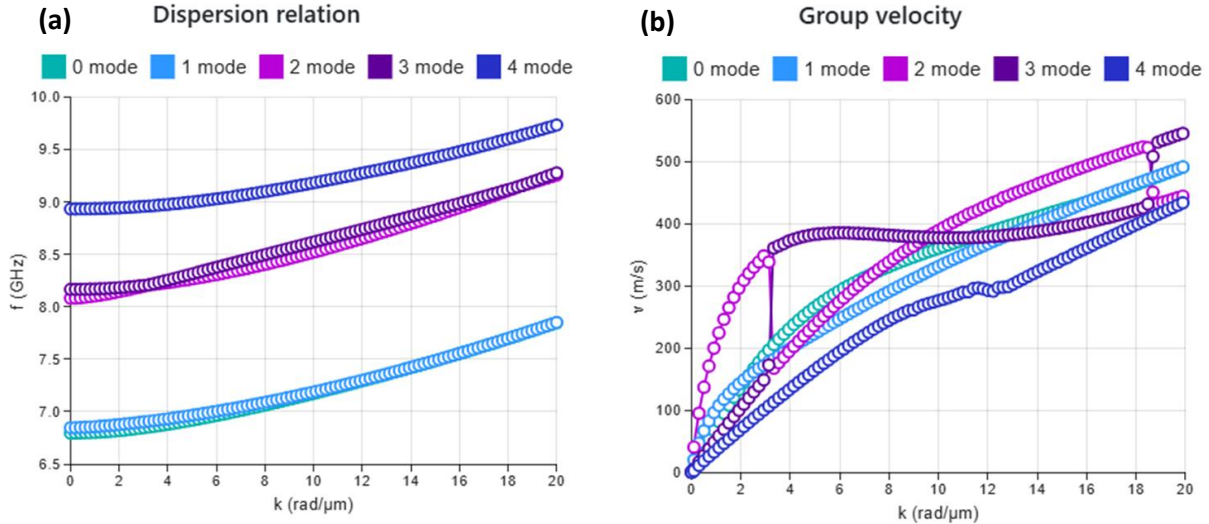 (a) Dispersion relation
0 mode 1 mode 2 mode 3 mode 4 mode
10.0
9.5
9.0
8.5
8.0
7.5
7.0
6.5
f (GHz)
0 2 4 6 8 10 12 14 16 18 20
k (rad/μm)
(b) Group velocity
0 mode 1 mode 2 mode 3 mode 4 mode
600
500
400
300
200
100
0
v (m/s)
0 2 4 6 8 10 12 14 16 18 20
k (rad/μm)